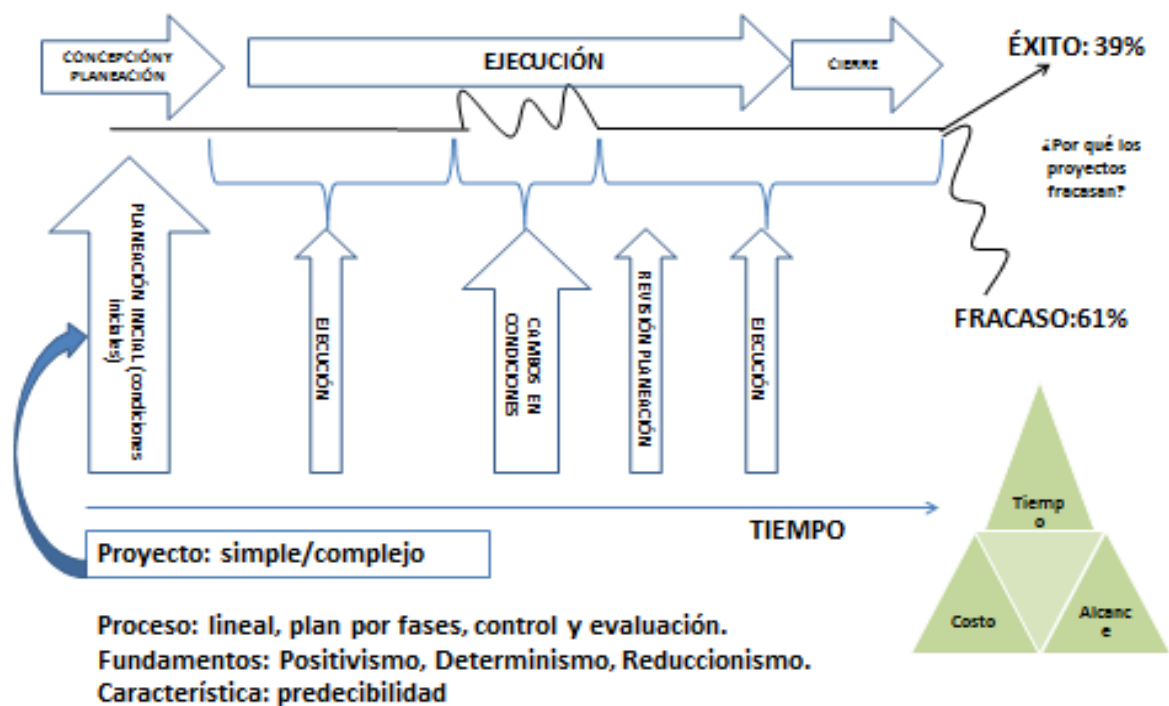 CONCEPCIÓN Y
PLANEACIÓN
EJECUCIÓN
CIERRE
ÉXITO: 39%
¿Por qué los
proyectos
fracasan?
FRACASO:61%
PLANEACIÓN INICIAL (condiciones
iniciales)
EJECUCIÓN
CAMBOS EN
CONDICIONES
REVISIÓN PLANEACIÓN
EJECUCIÓN
TIEMPO
Tiemp
o
Costo
Alcanc
e
Proyecto: simple/complejo
Proceso: lineal, plan por fases, control y evaluación.
Fundamentos: Positivismo, Determinismo, Reduccionismo.
Característica: predecibilidad